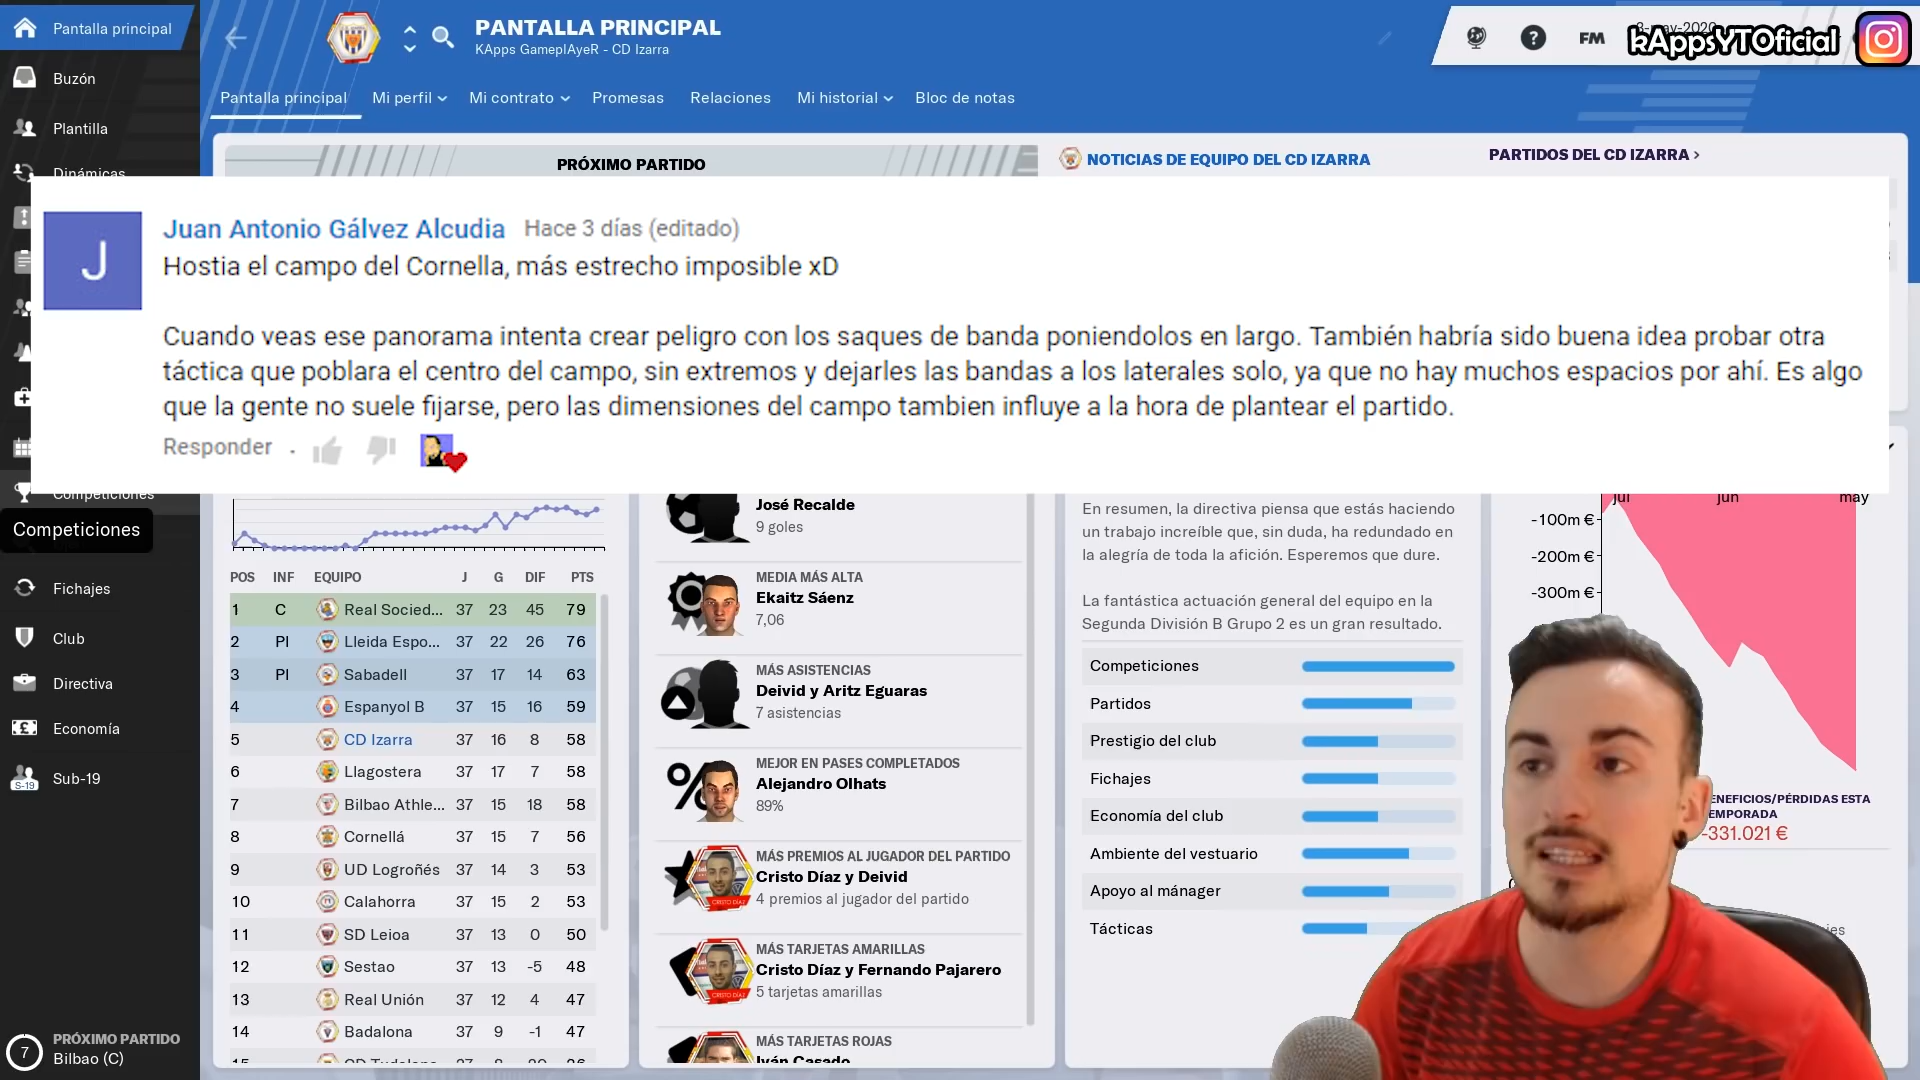 Pantalla principal
Buzón
Plantilla
Dinámicas
Competiciones
Competiciones
Fichajes
Club
Directiva
Economía
S-19
Sub-19
7
PRÓXIMO PARTIDO
Bilbao (C)
PANTALLA PRINCIPAL
KApps GameplAyeR - CD Izarra
FM
kAppsYTOficial
Pantalla principal
Mi perfil
Mi contrato
Promesas
Relaciones
Mi historial
Bloc de notas
PRÓXIMO PARTIDO
NOTICIAS DE EQUIPO DEL CD IZARRA
PARTIDOS DEL CD IZARRA >
J
Juan Antonio Gálvez Alcudia Hace 3 días (editado)
Hostia el campo del Cornella, más estrecho imposible xD
Cuando veas ese panorama intenta crear peligro con los saques de banda poniendolos en largo. También habría sido buena idea probar otra
táctica que poblara el centro del campo, sin extremos y dejarles las bandas a los laterales solo, ya que no hay muchos espacios por ahí. Es algo
que la gente no suele fijarse, pero las dimensiones del campo tambien influye a la hora de plantear el partido.
Responder
POS INF EQUIPO J G DIF PTS
1 C Real Socied... 37 23 45 79
2 Pl Lleida Espo... 37 22 26 76
3 Pl Sabadell 37 17 14 63
4 Espanyol B 37 15 16 59
5 CD Izarra 37 16 8 58
6 Llagostera 37 17 7 58
7 Bilbao Athle... 37 15 18 58
8 Cornellá 37 15 7 56
9 UD Logroñés 37 14 3 53
10 Calahorra 37 15 2 53
11 SD Leioa 37 13 0 50
12 Sestao 37 13 -5 48
13 Real Unión 37 12 4 47
14 Badalona 37 9 -1 47
José Recalde
9 goles
MEDIA MÁS ALTA
Ekaitz Sáenz
7,06
MÁS ASISTENCIAS
Deivid y Aritz Eguaras
7 asistencias
MEJOR EN PASES COMPLETADOS
Alejandro Olhats
89%
MÁS PREMIOS AL JUGADOR DEL PARTIDO
Cristo Díaz y Deivid
4 premios al jugador del partido
MÁS TARJETAS AMARILLAS
Cristo Díaz y Fernando Pajarero
5 tarjetas amarillas
MÁS TARJETAS ROJAS
Iván Casado
En resumen, la directiva piensa que estás haciendo
un trabajo increíble que, sin duda, ha redundado en
la alegría de toda la afición. Esperemos que dure.
La fantástica actuación general del equipo en la
Segunda División B Grupo 2 es un gran resultado.
Competiciones
Partidos
Prestigio del club
Fichajes
Economía del club
Ambiente del vestuario
Apoyo al mánager
Tácticas
jul jun may
-100m €
-200m €
-300m €
-331.021 €